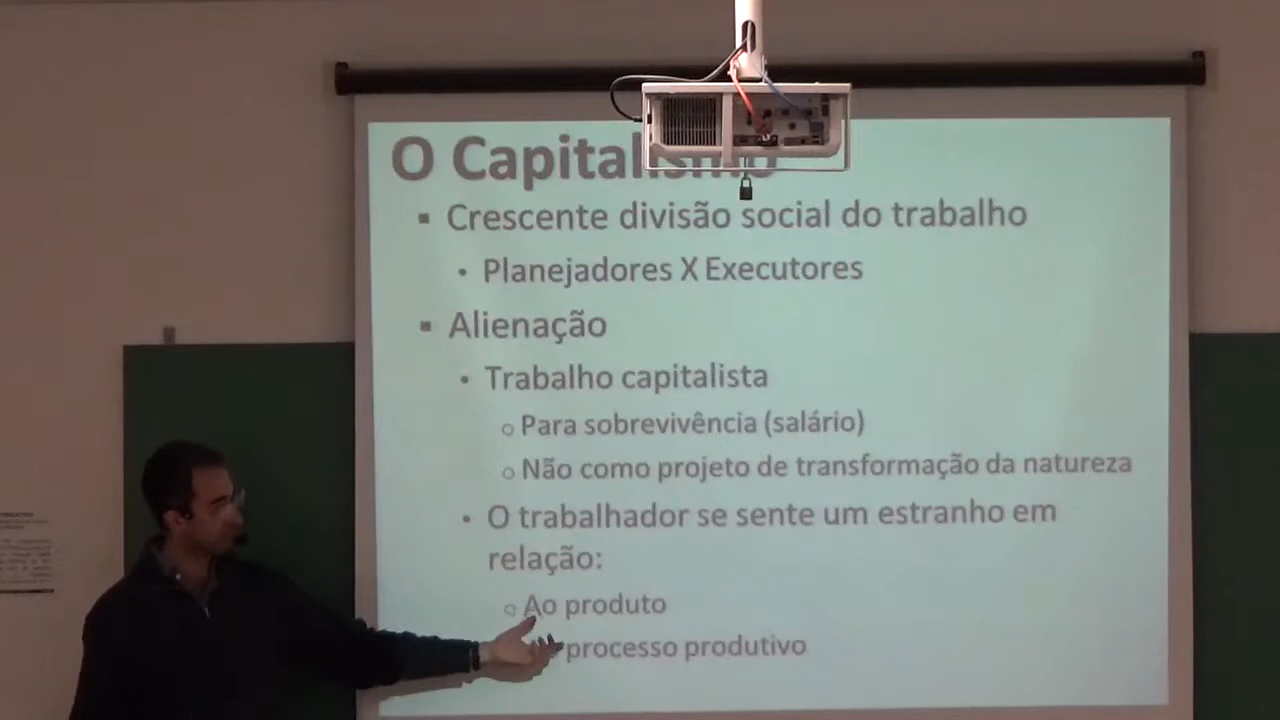 O Capitalismo
▪ Crescente divisão social do trabalho
• Planejadores X Executores
▪ Alienação
• Trabalho capitalista
o Para sobrevivência (salário)
o Não como projeto de transformação da natureza
• O trabalhador se sente um estranho em
relação:
o Ao produto
processo produtivo